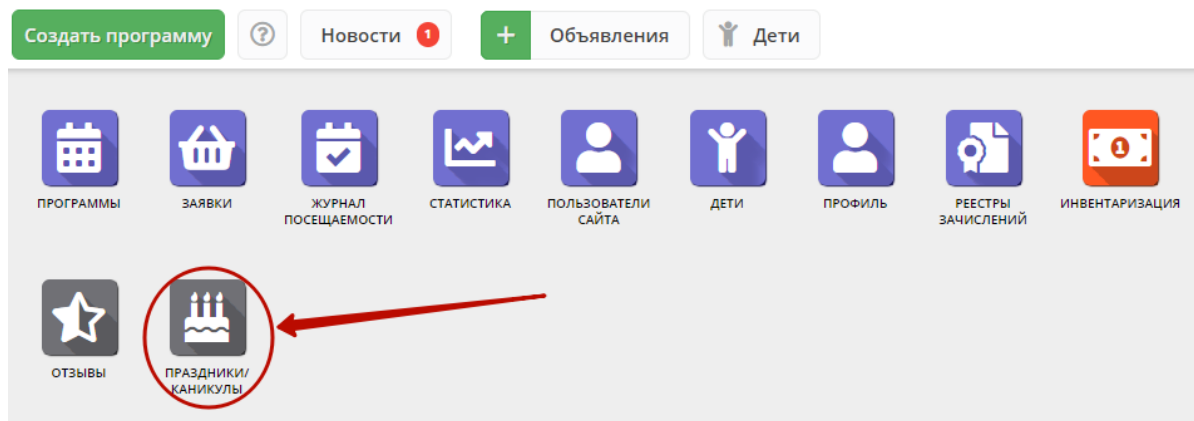 Создать программу
?
Новости 1
+ Объявления
Дети
ПРОГРАММЫ
ЗАЯВКИ
ЖУРНАЛ
ПОСЕЩАЕМОСТИ
СТАТИСТИКА
ПОЛЬЗОВАТЕЛИ
САЙТА
ДЕТИ
ПРОФИЛЬ
РЕЕСТРЫ
ЗАЧИСЛЕНИЙ
1
ИНВЕНТАРИЗАЦИЯ
ОТЗЫВЫ
ПРАЗДНИКИ/
КАНИКУЛЫ